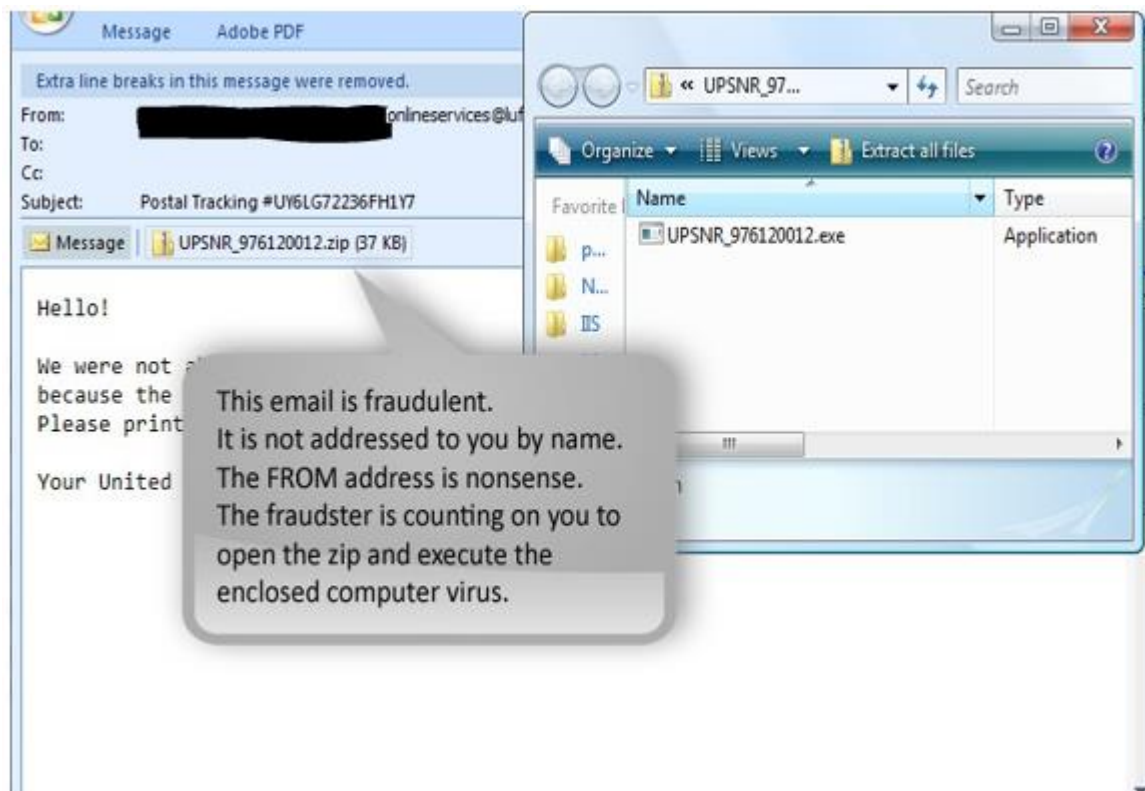 Message Adobe PDF
Extra line breaks in this message were removed.
From: onlineservices@luf
To:
Cc:
Subject: Postal Tracking #UY6LG72236FH1Y7
Message UPSNR_976120012.zip (37 KB)
Hello!
We were not
because the
Please print
Your United
This email is fraudulent.
It is not addressed to you by name.
The FROM address is nonsense.
The fraudster is counting on you to
open the zip and execute the
enclosed computer virus.
« UPSNR_97...
Search
Organize Views Extract all files
Favorite
Name Type
UPSNR_976120012.exe Application
p...
N...
IIS